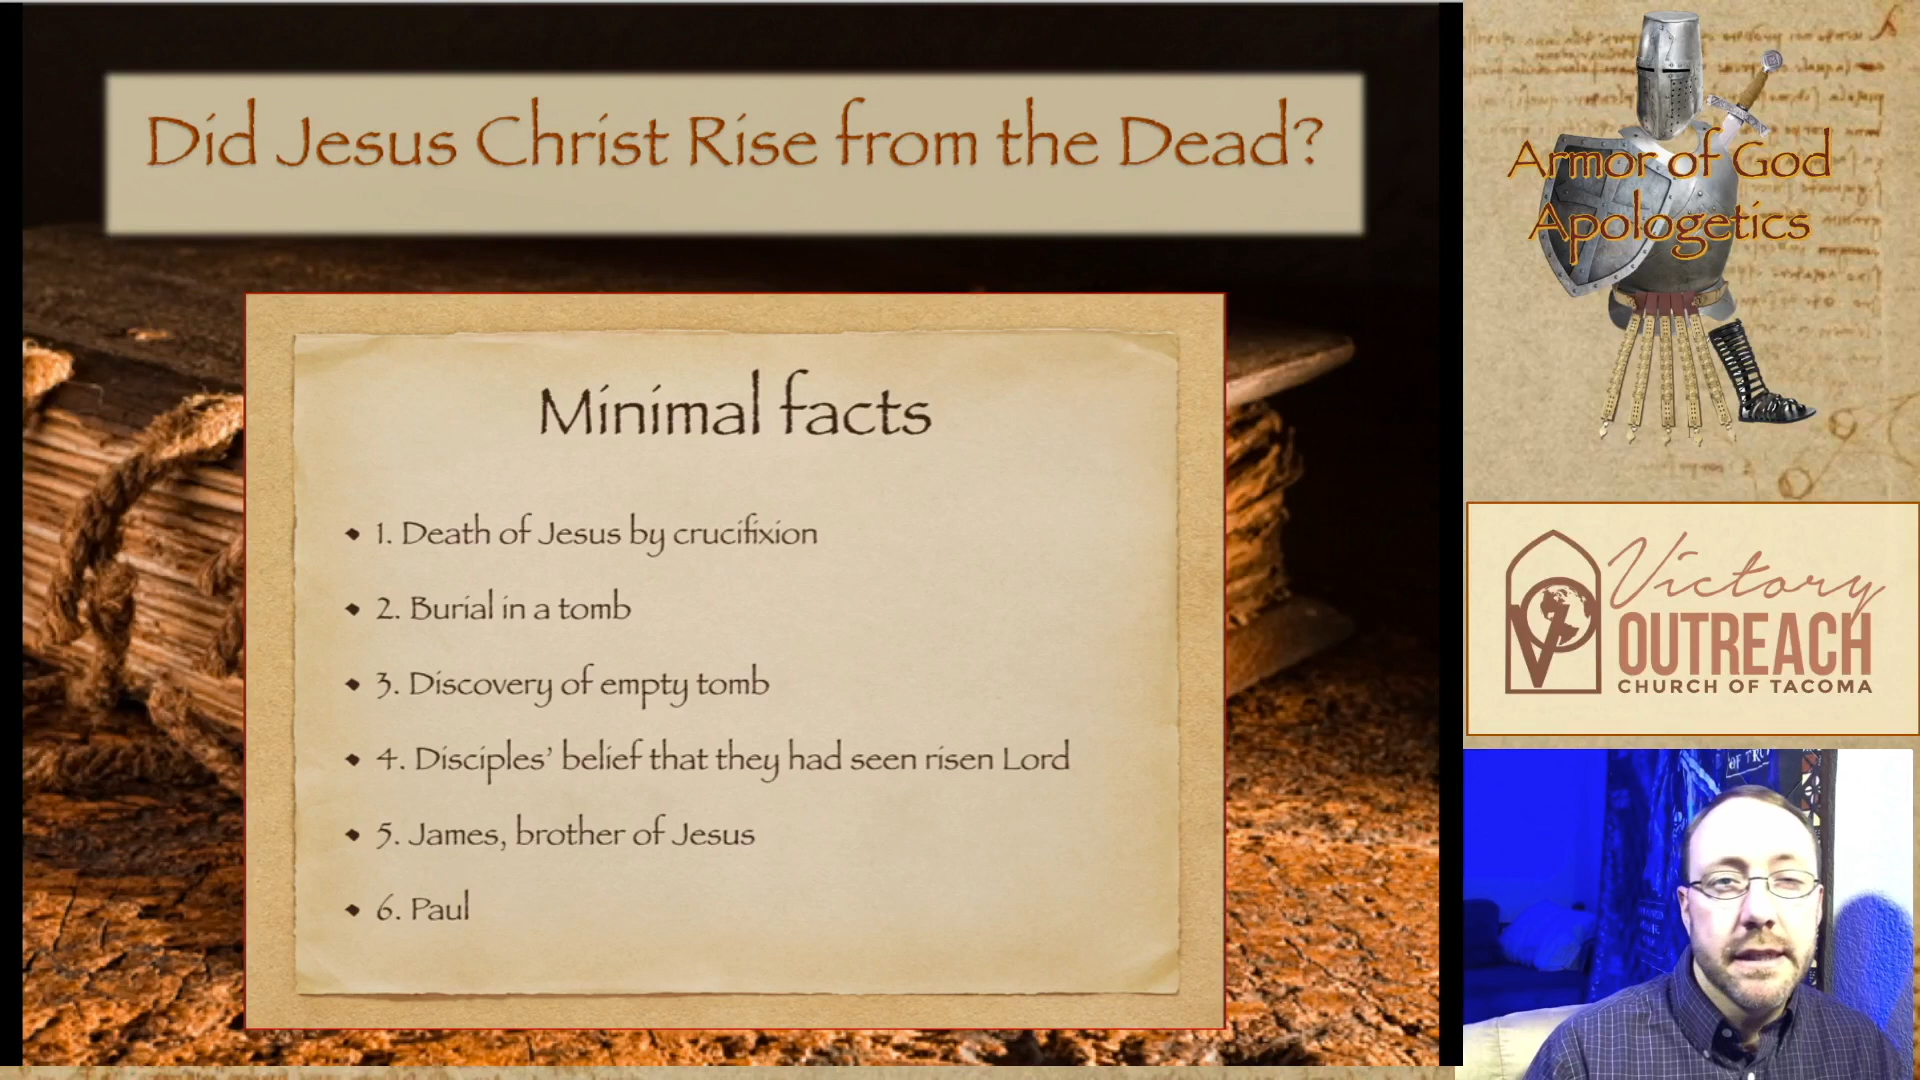 Did Jesus Christ Rise from the Dead?
Minimal facts
• 1. Death of Jesus by crucifixion
• 2. Burial in a tomb
• 3. Discovery of empty tomb
• 4. Disciples’ belief that they had seen risen Lord
• 5. James, brother of Jesus
• 6. Paul
Armor of God
Apologetics
Victory
OUTREACH
CHURCH OF TACOMA